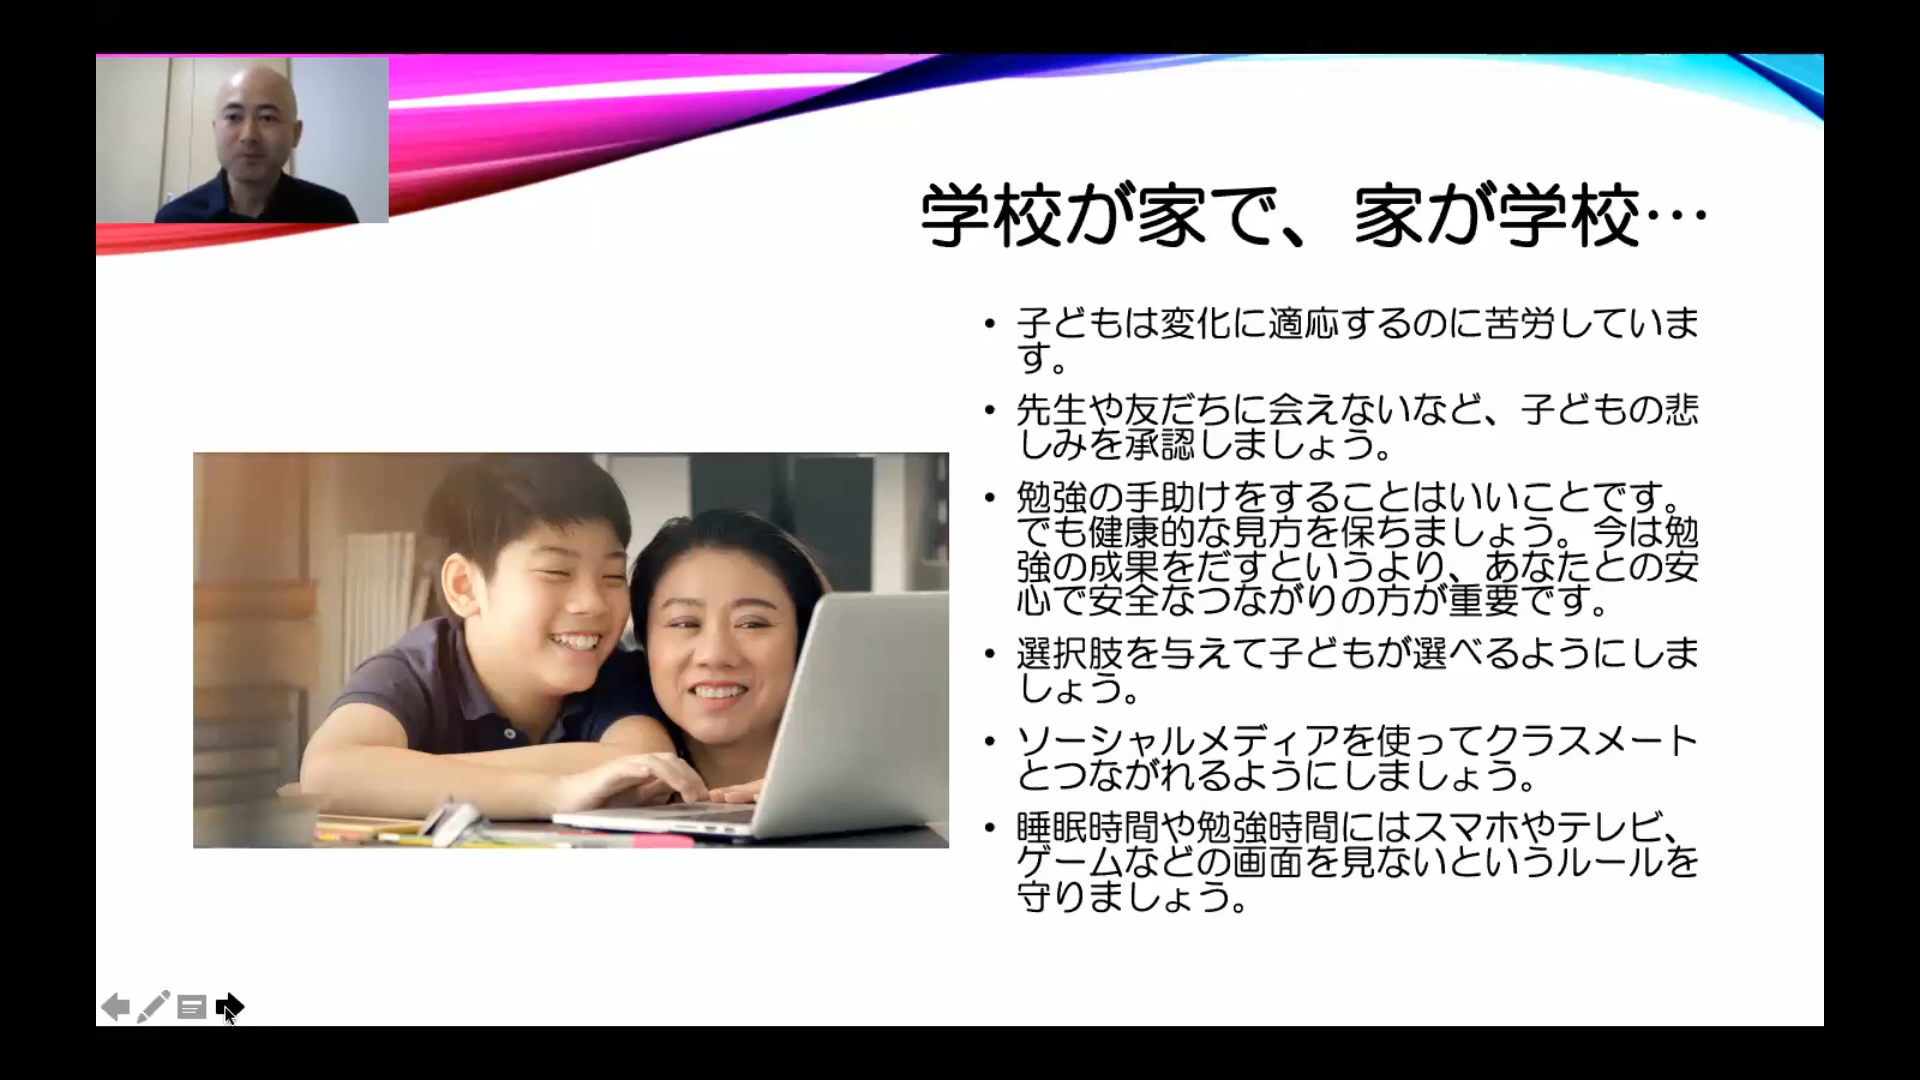 学校が家で、家が学校…
• 子どもは変化に適応するのに苦労していま
す。
• 先生や友だちに会えないなど、子どもの悲
しみを承認しましょう。
• 勉強の手助けをすることはいいことです。
でも健康的な見方を保ちましょう。今は勉
強の成果をだすというより、あなたとの安
心で安全なつながりの方が重要です。
• 選択肢を与えて子どもが選べるようにしま
しょう。
• ソーシャルメディアを使ってクラスメート
とつながれるようにしましょう。
• 睡眠時間や勉強時間にはスマホやテレビ、
ゲームなどの画面を見ないというルールを
守りましょう。